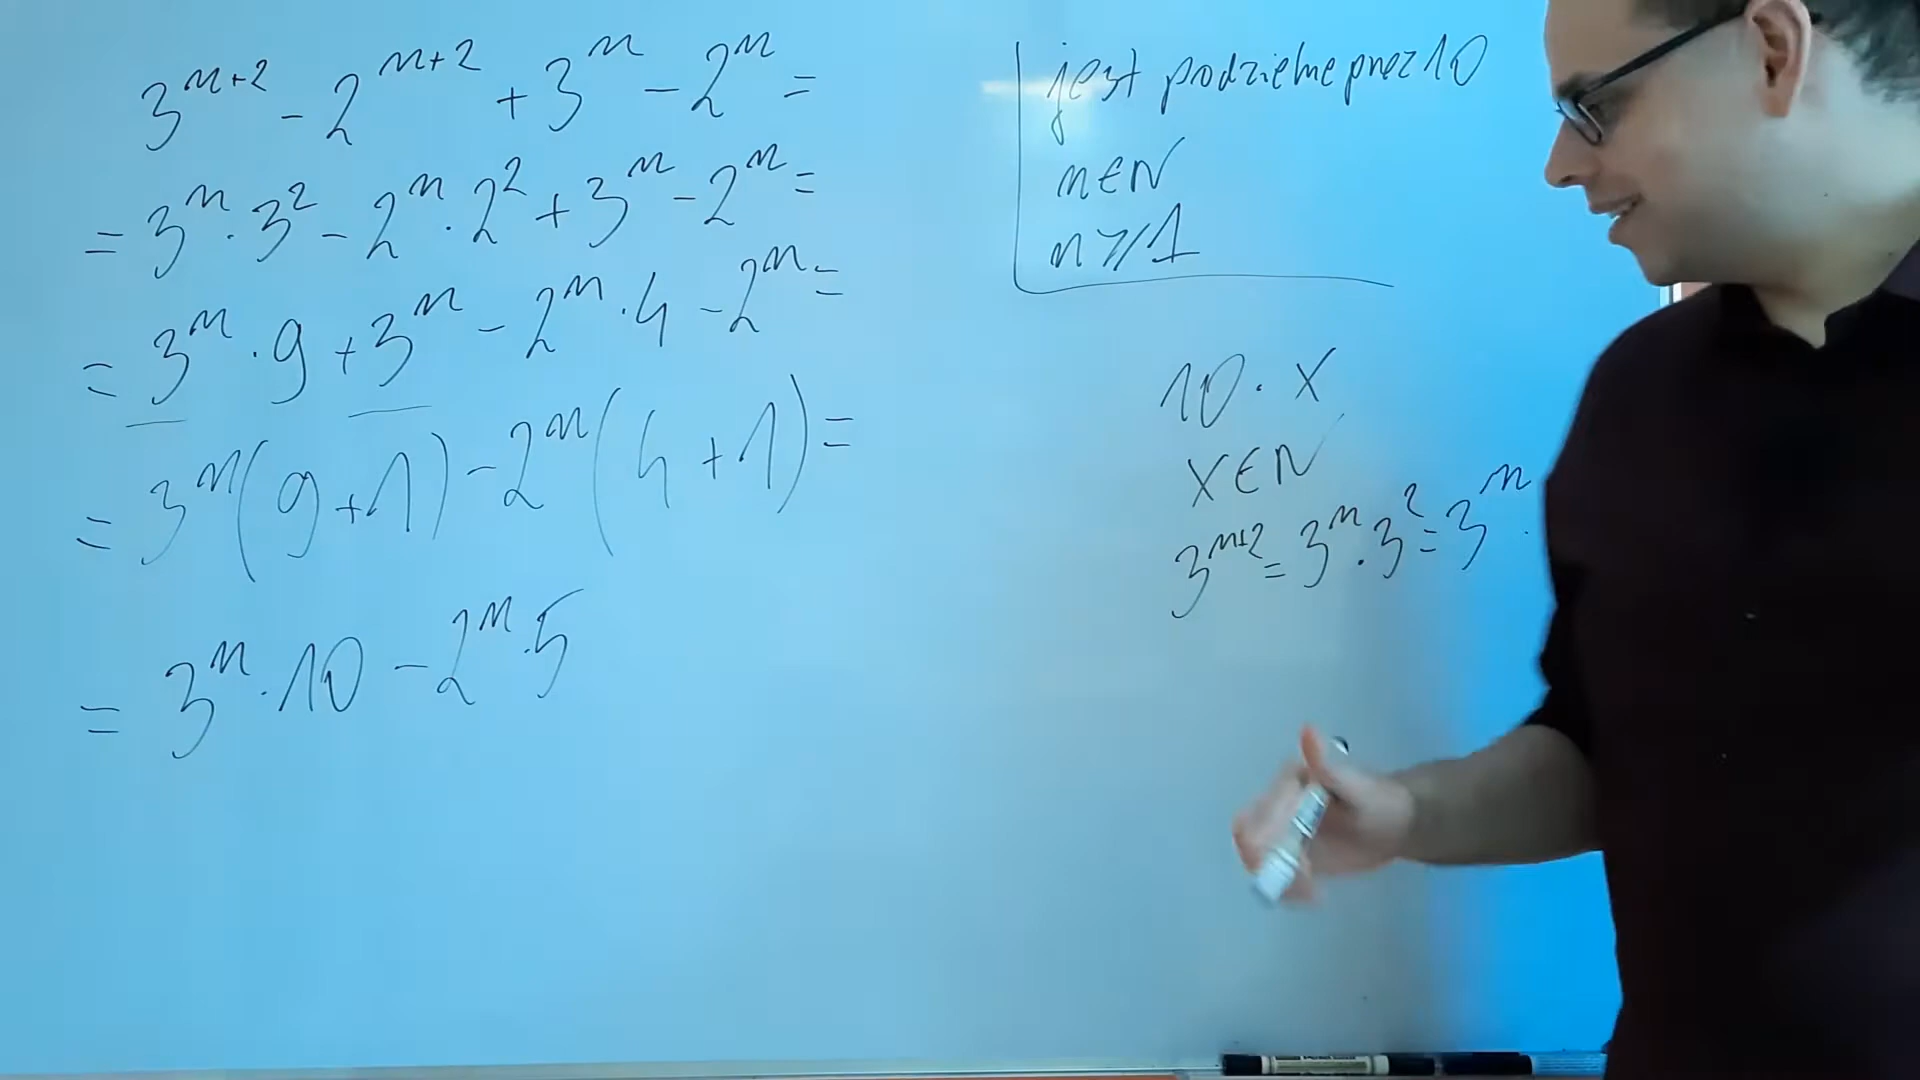 3^{n+2} - 2^{n+2} + 3^n - 2^n =
= 3^n · 3^2 - 2^n · 2^2 + 3^n - 2^n =
= 3^n · 9 + 3^n - 2^n · 4 - 2^n =
= 3^n (9 + 1) - 2^n (4 + 1) =
= 3^n · 10 - 2^n · 5
jest podzielne przez 10
n∈N
n ≥ 1
10 · x
x∈N
3^{n+2} = 3^n · 3^2 = 3^n ·